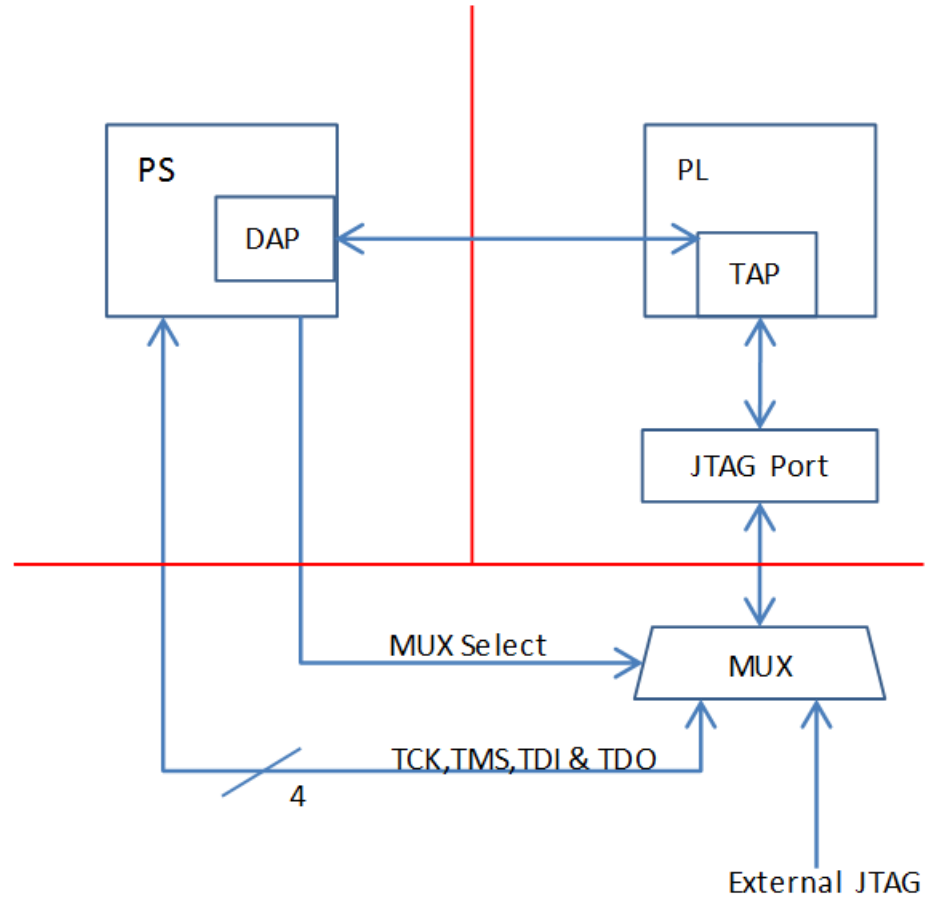 PS
PL
DAP
TAP
JTAG Port
MUX Select
MUX
TCK,TMS,TDI & TDO
4
External JTAG